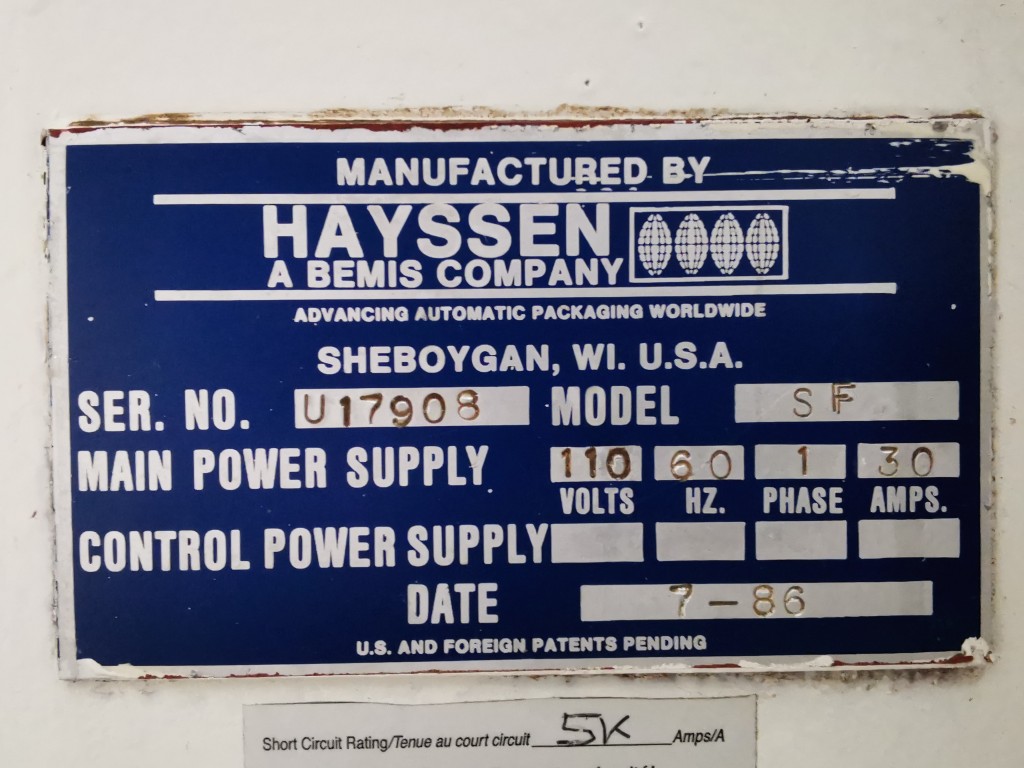 MANUFACTURED BY
HAYSSEN
A BEMIS COMPANY
ADVANCING AUTOMATIC PACKAGING WORLDWIDE
SHEBOYGAN, WI. U.S.A.
SER. NO. U17908 MODEL SF
MAIN POWER SUPPLY 110 60 1 30
VOLTS HZ. PHASE AMPS.
CONTROL POWER SUPPLY
DATE 7-86
U.S. AND FOREIGN PATENTS PENDING
Short Circuit Rating/Tenue au court circuit 5K Amps/A